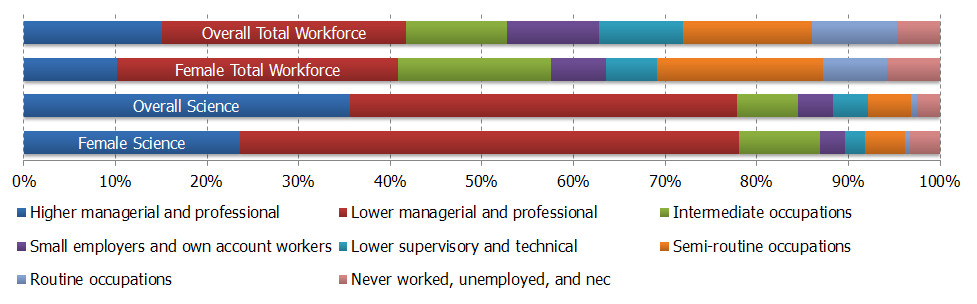 Overall Total Workforce
Female Total Workforce
Overall Science
Female Science
0% 10% 20% 30% 40% 50% 60% 70% 80% 90% 100%
Higher managerial and professional Lower managerial and professional Intermediate occupations
Small employers and own account workers Lower supervisory and technical Semi-routine occupations
Routine occupations Never worked, unemployed, and nec